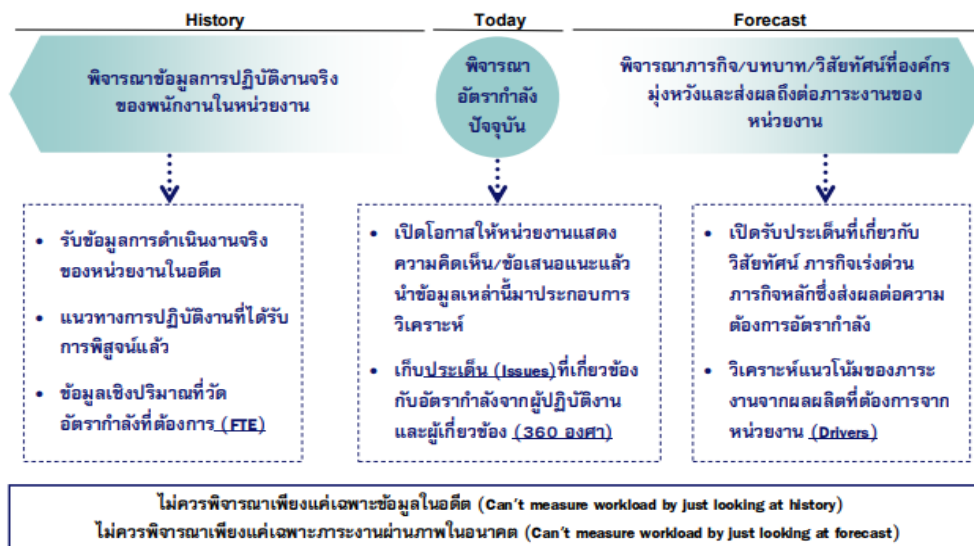 History
Today
Forecast
พิจารณาข้อมูลการปฏิบัติงานจริง
ของพนักงานในหน่วยงาน
พิจารณา
อัตรากำลัง
ปัจจุบัน
พิจารณาภารกิจ/บทบาท/วิสัยทัศน์ที่องค์กร
มุ่งหวังและส่งผลถึงต่อภาระงานของ
หน่วยงาน
• รับข้อมูลการดำเนินงานจริง
ของหน่วยงานในอดีต
• แนวทางการปฏิบัติงานที่ได้รับ
การพิสูจน์แล้ว
• ข้อมูลเชิงปริมาณที่วัด
อัตรากำลังที่ต้องการ (FTE)
• เปิดโอกาสให้หน่วยงานแสดง
ความคิดเห็น/ข้อเสนอแนะแล้ว
นำข้อมูลเหล่านี้มาประกอบการ
วิเคราะห์
• เก็บประเด็น (Issues)ที่เกี่ยวข้อง
กับอัตรากำลังจากผู้ปฏิบัติงาน
และผู้เกี่ยวข้อง (360 องศา)
• เปิดรับประเด็นที่เกี่ยวกับ
วิสัยทัศน์ ภารกิจเร่งด่วน
ภารกิจหลักซึ่งส่งผลต่อความ
ต้องการอัตรากำลัง
• วิเคราะห์แนวโน้มของภาระ
งานจากผลผลิตที่ต้องการจาก
หน่วยงาน (Drivers)
ไม่ควรพิจารณาเพียงแค่เฉพาะข้อมูลในอดีต (Can't measure workload by just looking at history)
ไม่ควรพิจารณาเพียงแค่เฉพาะภาระงานผ่านภาพในอนาคต (Can't measure workload by just looking at forecast)